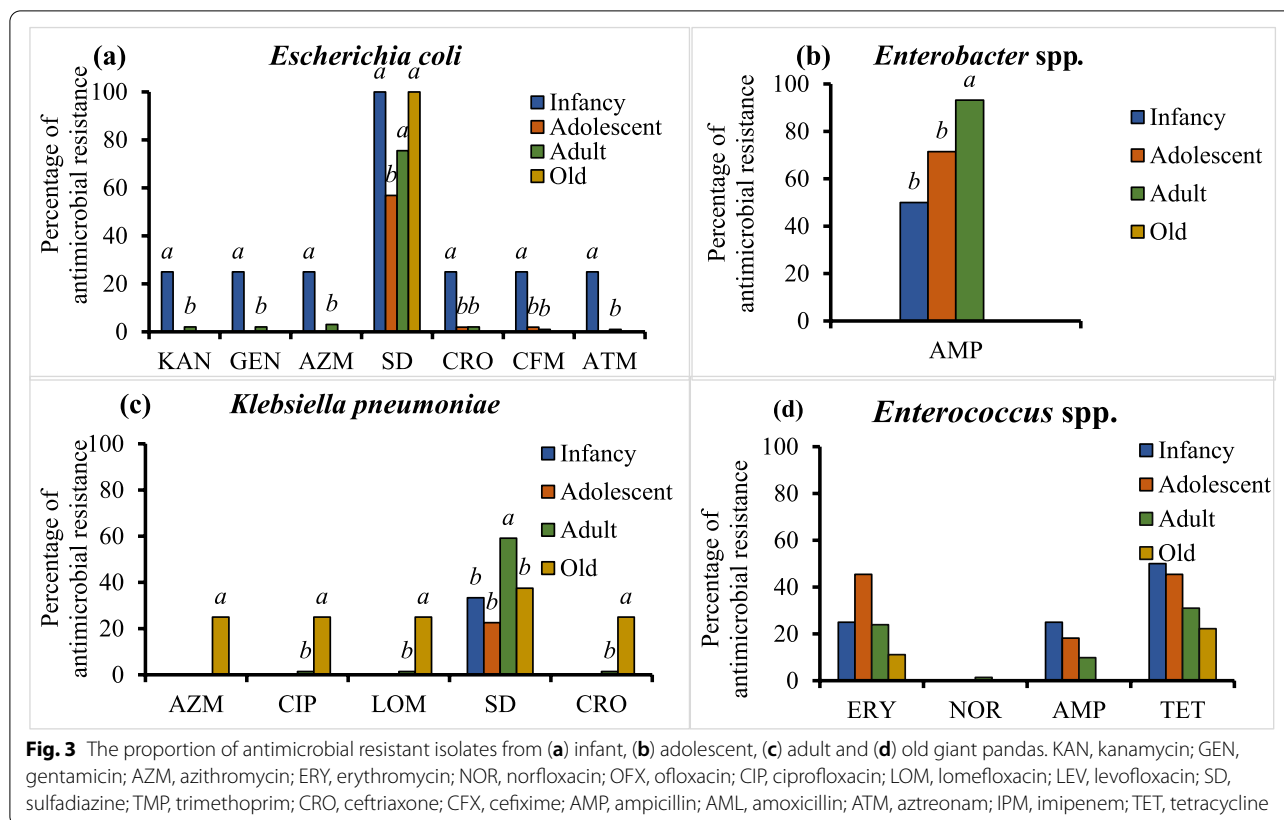 (a)
Escherichia coli
Percentage of
antimicrobial resistance
100
80
60
40
20
0
a a
b a
a b a b a b a bb a bb a b
Infancy
Adolescent
Adult
Old
KAN GEN AZM SD CRO CFM ATM
(b)
Enterobacter spp.
Percentage of
antimicrobial resistance
100
80
60
40
20
0
b b a
Infancy
Adolescent
Adult
Old
AMP
(c)
Klebsiella pneumoniae
Percentage of
antimicrobial resistance
100
80
60
40
20
0
a b a b a b b a b b a
Infancy
Adolescent
Adult
Old
AZM CIP LOM SD CRO
(d)
Enterococcus spp.
Percentage of
antimicrobial resistance
100
80
60
40
20
0
Infancy
Adolescent
Adult
Old
ERY NOR AMP TET
Fig. 3 The proportion of antimicrobial resistant isolates from (a) infant, (b) adolescent, (c) adult and (d) old giant pandas. KAN, kanamycin; GEN,
gentamicin; AZM, azithromycin; ERY, erythromycin; NOR, norfloxacin; OFX, ofloxacin; CIP, ciprofloxacin; LOM, lomefloxacin; LEV, levofloxacin; SD,
sulfadiazine; TMP, trimethoprim; CRO, ceftriaxone; CFX, cefixime; AMP, ampicillin; AML, amoxicillin; ATM, aztreonam; IPM, imipenem; TET, tetracycline